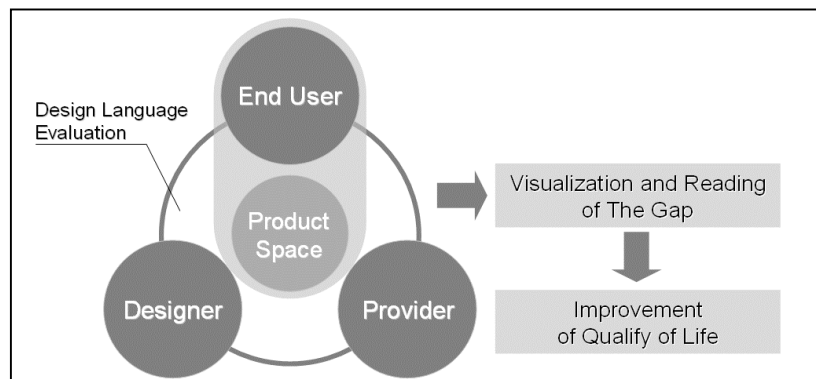 End User
Design Language
Evaluation
Product
Space
Designer
Provider
Visualization and Reading
of The Gap
Improvement
of Qualify of Life